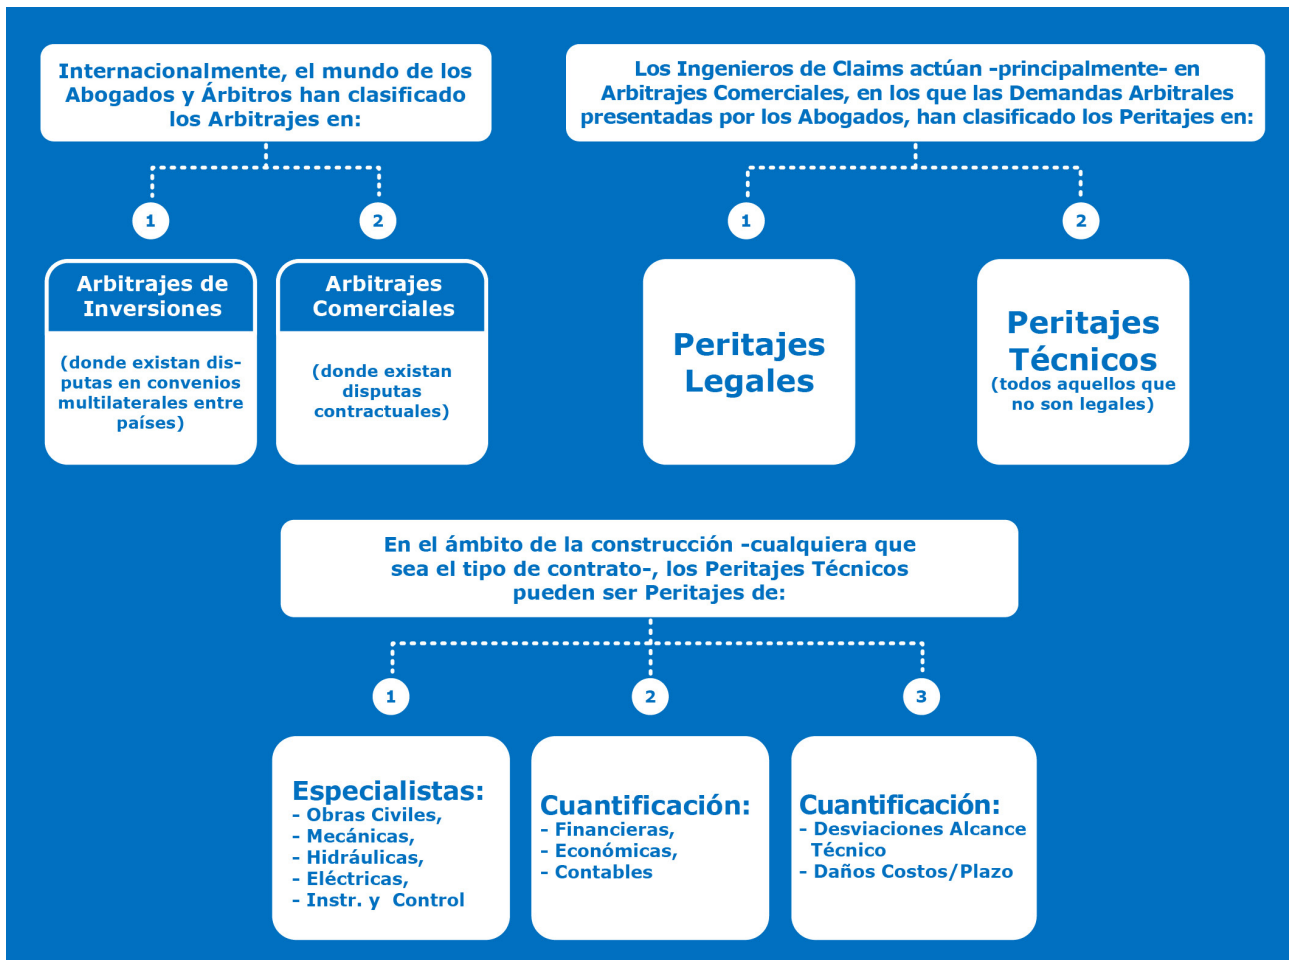 Internacionalmente, el mundo de los
Abogados y Árbitros han clasificado
los Arbitrajes en:
1
2
Arbitrajes de
Inversiones
(donde existan dis-
putas en convenios
multilaterales entre
países)
Arbitrajes
Comerciales
(donde existan
disputas
contractuales)
Los Ingenieros de Claims actúan -principalmente- en
Arbitrajes Comerciales, en los que las Demandas Arbitrales
presentadas por los Abogados, han clasificado los Peritajes en:
1
2
Peritajes
Legales
Peritajes
Técnicos
(todos aquellos que
no son legales)
En el ámbito de la construcción -cualquiera que
sea el tipo de contrato-, los Peritajes Técnicos
pueden ser Peritajes de:
1
2
3
Especialistas:
- Obras Civiles,
- Mecánicas,
- Hidráulicas,
- Eléctricas,
- Instr. y  Control
Cuantificación:
- Financieras,
- Económicas,
- Contables
Cuantificación:
- Desviaciones Alcance
Técnico
- Daños Costos/Plazo